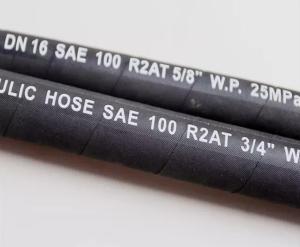 DN 16 SAE 100 R2AT 5/8" W.P. 25MPa
ULIC HOSE SAE 100 R2AT 3/4" W